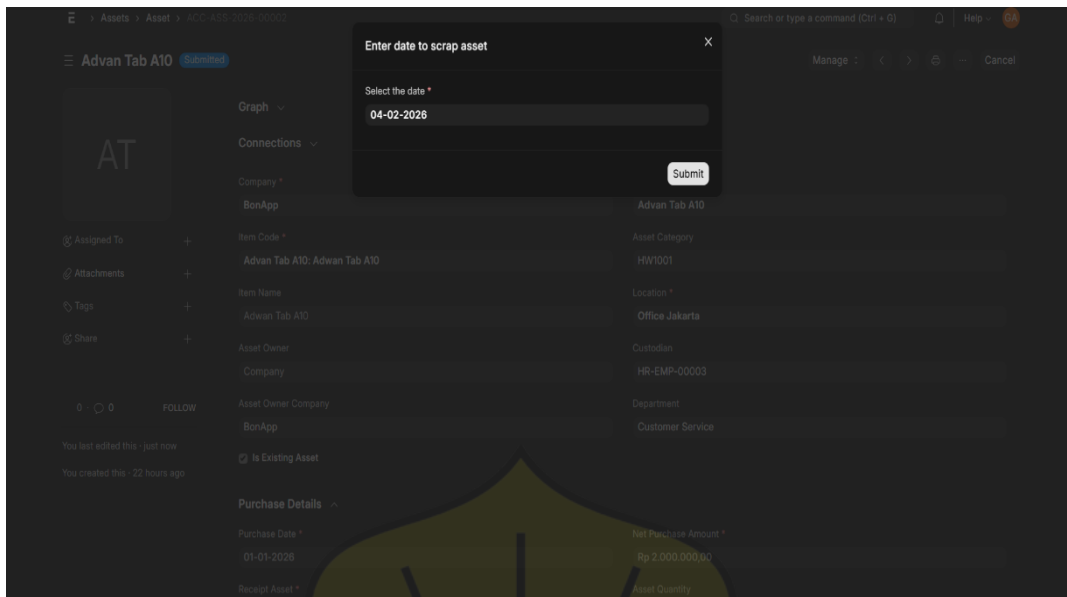 Assets > Asset > ACC-ASS-2026-00002
Search or type a command (Ctrl + G)
Help
GA
Advan Tab A10
Submitted
Manage
Cancel
Enter date to scrap asset
Select the date *
04-02-2026
Submit
AT
Assigned To
Attachments
Tags
Share
0 · 0
FOLLOW
You last edited this · just now
You created this · 22 hours ago
Graph
Connections
Company *
BonApp
Advan Tab A10
Item Code *
Asset Category
Advan Tab A10: Adwan Tab A10
HW1001
Item Name
Location *
Adwan Tab A10
Office Jakarta
Asset Owner
Custodian
Company
HR-EMP-00003
Asset Owner Company
Department
BonApp
Customer Service
Is Existing Asset
Purchase Details
Purchase Date *
Net Purchase Amount *
01-01-2026
Rp 2.000.000,00
Receipt Asset *
Asset Quantity